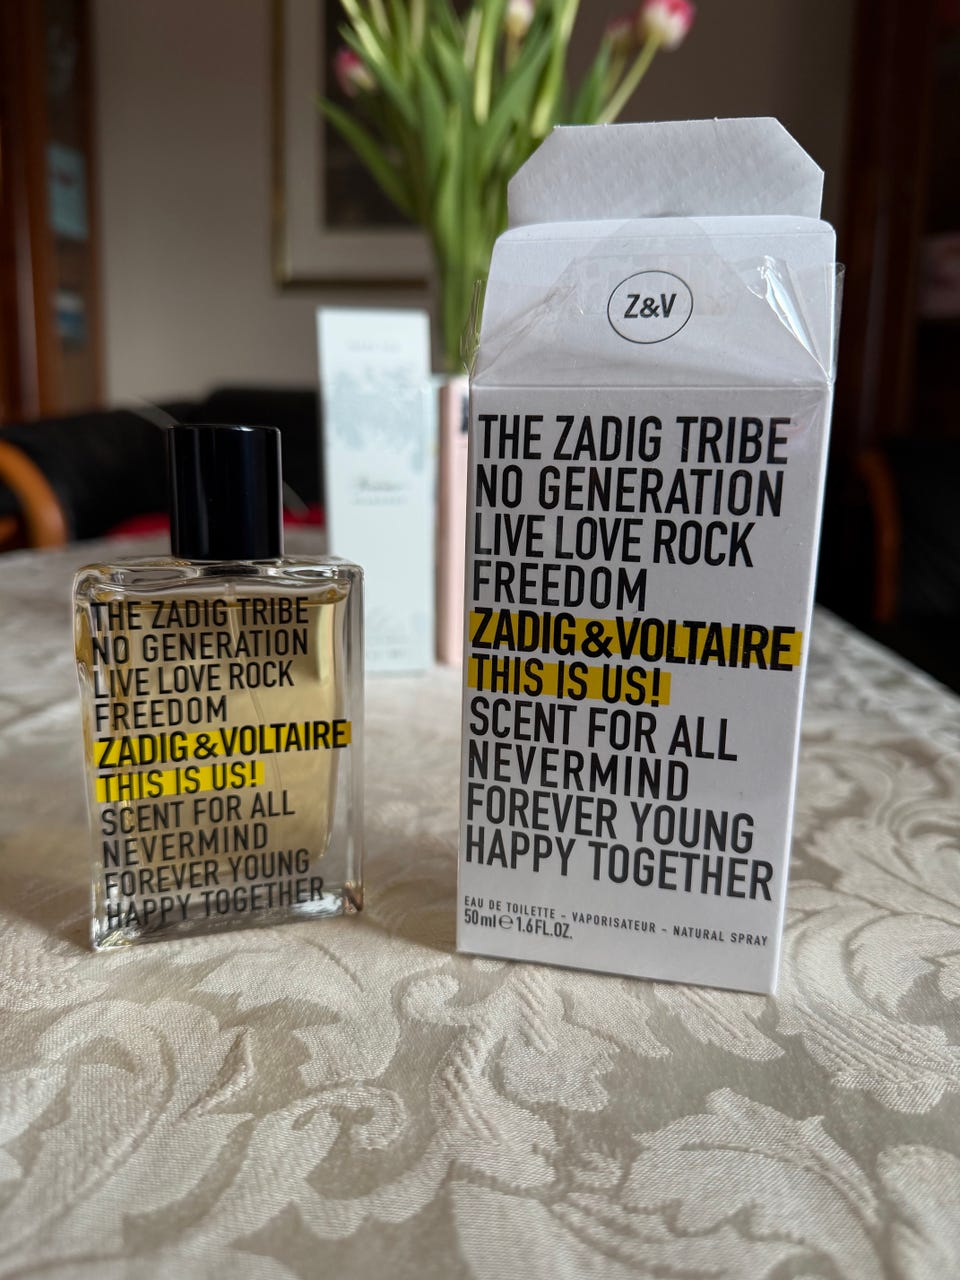 THE ZADIG TRIBE
NO GENERATION
LIVE LOVE ROCK
FREEDOM
ZADIG&VOLTAIRE
THIS IS US!
SCENT FOR ALL
NEVERMIND
FOREVER YOUNG
HAPPY TOGETHER
Z&V
THE ZADIG TRIBE
NO GENERATION
LIVE LOVE ROCK
FREEDOM
ZADIG&VOLTAIRE
THIS IS US!
SCENT FOR ALL
NEVERMIND
FOREVER YOUNG
HAPPY TOGETHER
EAU DE TOILETTE - VAPORISATEUR - NATURAL SPRAY
50 ml ℮ 1.6 FL.OZ.